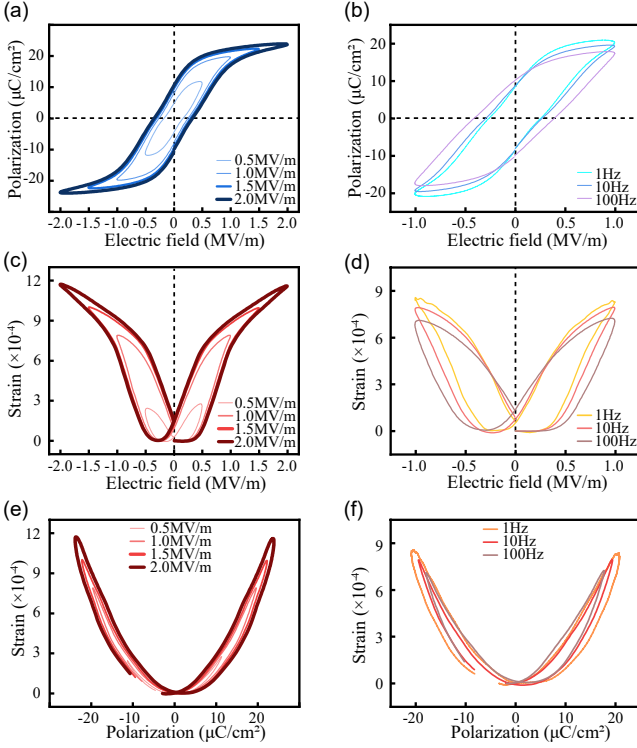 (a)
Polarization (μC/cm²)
20
10
0
-10
-20
0.5MV/m
1.0MV/m
1.5MV/m
2.0MV/m
-2.0 -1.5 -1.0 -0.5 0 0.5 1.0 1.5 2.0
Electric field (MV/m)
(b)
Polarization (μC/cm²)
20
10
0
-10
-20
1Hz
10Hz
100Hz
-1.0 -0.5 0 0.5 1.0
Electric field (MV/m)
(c)
Strain (×10⁻⁴)
12
9
6
3
0
0.5MV/m
1.0MV/m
1.5MV/m
2.0MV/m
-2.0 -1.5 -1.0 -0.5 0 0.5 1.0 1.5 2.0
Electric field (MV/m)
(d)
Strain (×10⁻⁴)
9
6
3
0
1Hz
10Hz
100Hz
-1.0 -0.5 0 0.5 1.0
Electric field (MV/m)
(e)
Strain (×10⁻⁴)
12
9
6
3
0
0.5MV/m
1.0MV/m
1.5MV/m
2.0MV/m
-20 -10 0 10 20
Polarization (μC/cm²)
(f)
Strain (×10⁻⁴)
9
6
3
0
1Hz
10Hz
100Hz
-20 -10 0 10 20
Polarization (μC/cm²)